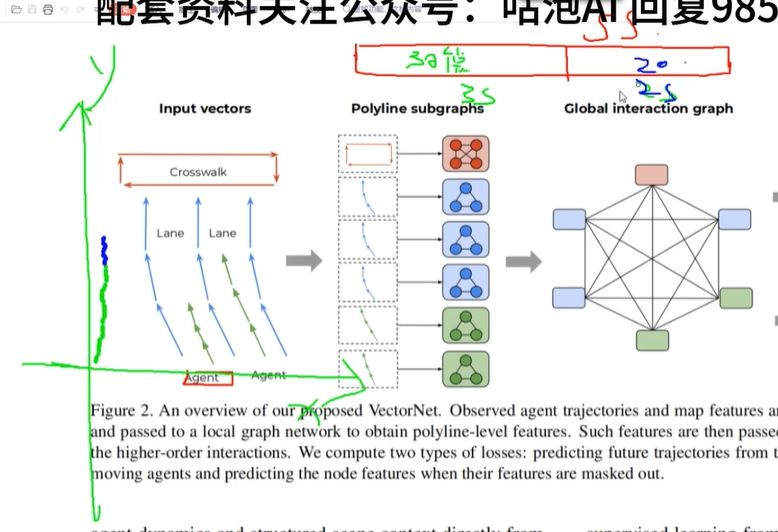 配套资料关注公众号：咕泡AI 回复985
5S
20
3S
2S
Input vectors
Polyline subgraphs
Global interaction graph
Crosswalk
Lane
Lane
Agent
Agent
y
x
Figure 2. An overview of our proposed VectorNet. Observed agent trajectories and map features a
and passed to a local graph network to obtain polyline-level features. Such features are then passe
the higher-order interactions. We compute two types of losses: predicting future trajectories from t
moving agents and predicting the node features when their features are masked out.